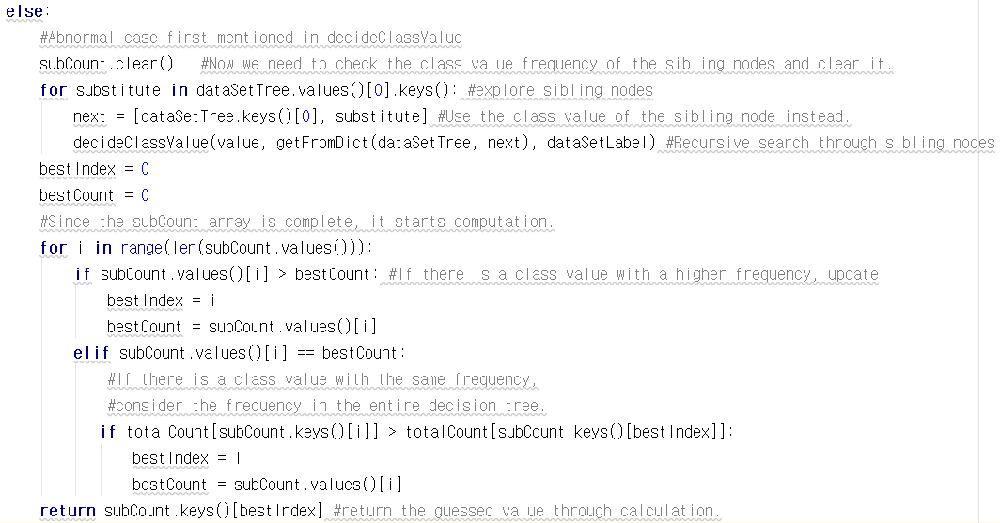 else:
#Abnormal case first mentioned in decideClassValue
subCount.clear() #Now we need to check the class value frequency of the sibling nodes and clear it.
for substitute in dataSetTree.values()[0].keys(): #explore sibling nodes
next = [dataSetTree.keys()[0], substitute] #Use the class value of the sibling node instead.
decideClassValue(value, getFromDict(dataSetTree, next), dataSetLabel) #Recursive search through sibling nodes
bestIndex = 0
bestCount = 0
#Since the subCount array is complete, it starts computation.
for i in range(len(subCount.values())):
if subCount.values()[i] > bestCount: #If there is a class value with a higher frequency, update
bestIndex = i
bestCount = subCount.values()[i]
elif subCount.values()[i] == bestCount:
#If there is a class value with the same frequency,
#consider the frequency in the entire decision tree.
if totalCount[subCount.keys()[i]] > totalCount[subCount.keys()[bestIndex]]:
bestIndex = i
bestCount = subCount.values()[i]
return subCount.keys()[bestIndex] #return the guessed value through calculation.